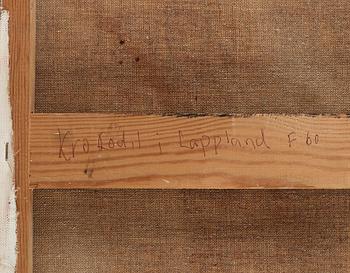 Krokodil i Lappland F 60